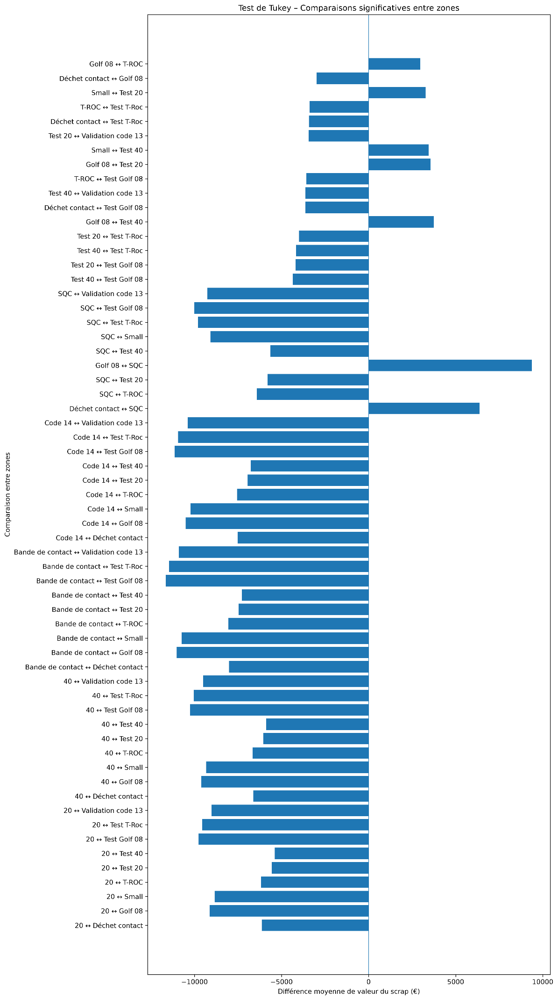 Test de Tukey – Comparaisons significatives entre zones
Golf 08 ↔ T-ROC
Déchet contact ↔ Golf 08
Small ↔ Test 20
T-ROC ↔ Test T-Roc
Déchet contact ↔ Test T-Roc
Test 20 ↔ Validation code 13
Small ↔ Test 40
Golf 08 ↔ Test 20
T-ROC ↔ Test Golf 08
Test 40 ↔ Validation code 13
Déchet contact ↔ Test Golf 08
Golf 08 ↔ Test 40
Test 20 ↔ Test T-Roc
Test 40 ↔ Test T-Roc
Test 20 ↔ Test Golf 08
Test 40 ↔ Test Golf 08
SQC ↔ Validation code 13
SQC ↔ Test Golf 08
SQC ↔ Test T-Roc
SQC ↔ Small
SQC ↔ Test 40
Golf 08 ↔ SQC
SQC ↔ Test 20
SQC ↔ T-ROC
Déchet contact ↔ SQC
Code 14 ↔ Validation code 13
Code 14 ↔ Test T-Roc
Code 14 ↔ Test Golf 08
Code 14 ↔ Test 40
Code 14 ↔ Test 20
Code 14 ↔ T-ROC
Code 14 ↔ Small
Code 14 ↔ Golf 08
Code 14 ↔ Déchet contact
Bande de contact ↔ Validation code 13
Bande de contact ↔ Test T-Roc
Bande de contact ↔ Test Golf 08
Bande de contact ↔ Test 40
Bande de contact ↔ Test 20
Bande de contact ↔ T-ROC
Bande de contact ↔ Small
Bande de contact ↔ Golf 08
Bande de contact ↔ Déchet contact
40 ↔ Validation code 13
40 ↔ Test T-Roc
40 ↔ Test Golf 08
40 ↔ Test 40
40 ↔ Test 20
40 ↔ T-ROC
40 ↔ Small
40 ↔ Golf 08
40 ↔ Déchet contact
20 ↔ Validation code 13
20 ↔ Test T-Roc
20 ↔ Test Golf 08
20 ↔ Test 40
20 ↔ Test 20
20 ↔ T-ROC
20 ↔ Small
20 ↔ Golf 08
20 ↔ Déchet contact
Comparaison entre zones
−10000 −5000 0 5000 10000
Différence moyenne de valeur du scrap (€)